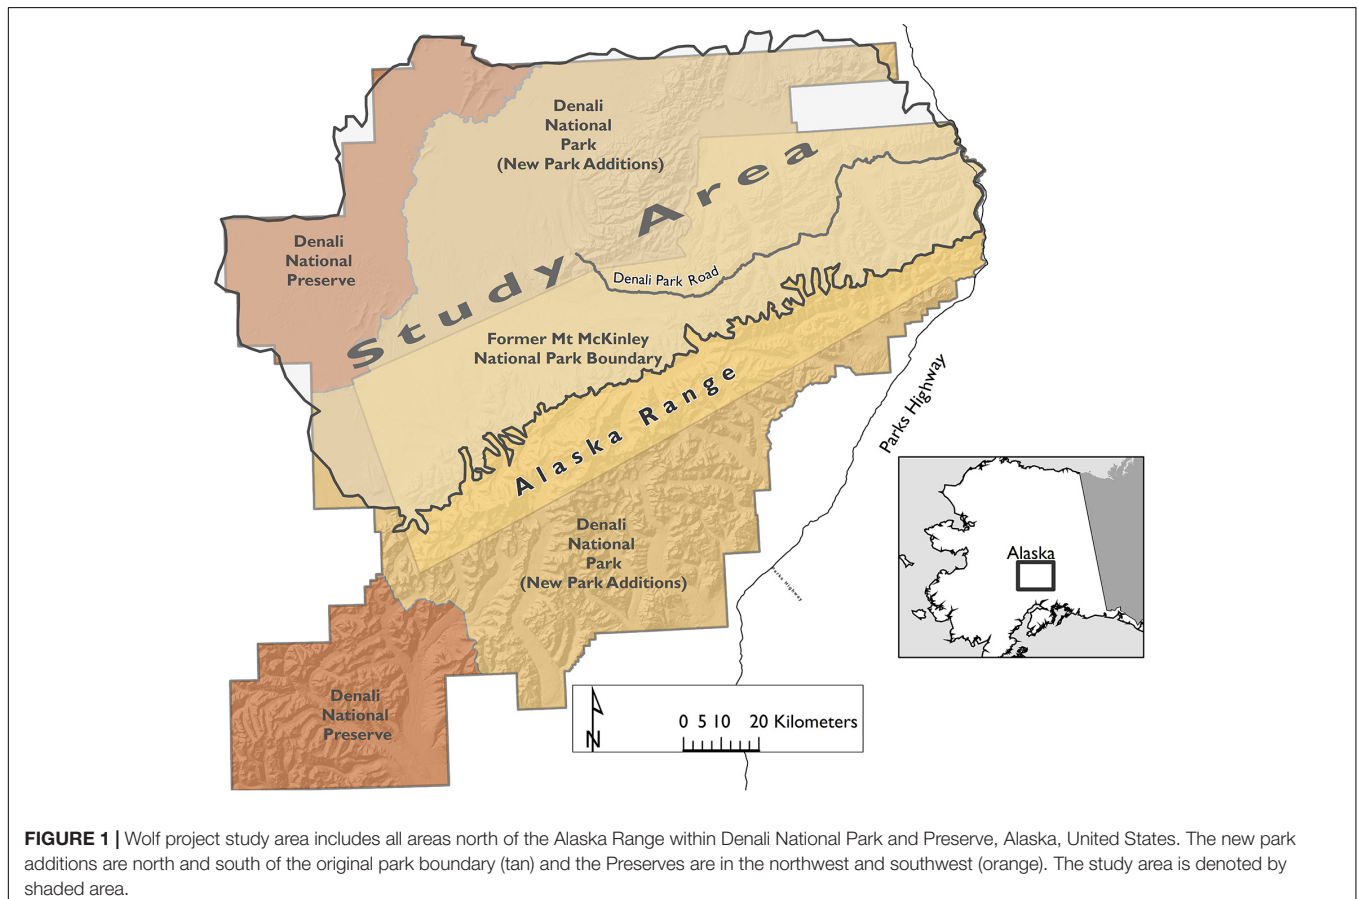 Denali
National
Park
(New Park Additions)
Study Area
Denali
National
Preserve
Denali Park Road
Former Mt McKinley
National Park Boundary
Alaska Range
Parks Highway
Denali
National
Park
(New Park Additions)
Parks Highway
Alaska
Denali
National
Preserve
N
0 5 10 20 Kilometers
FIGURE 1 | Wolf project study area includes all areas north of the Alaska Range within Denali National Park and Preserve, Alaska, United States. The new park
additions are north and south of the original park boundary (tan) and the Preserves are in the northwest and southwest (orange). The study area is denoted by
shaded area.